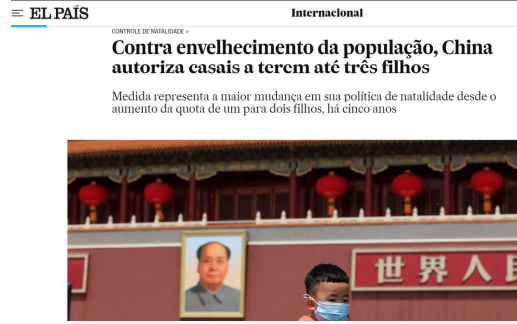 EL PAÍS
Internacional
CONTROLE DE NATALIDADE >
Contra envelhecimento da população, China
autoriza casais a terem até três filhos
Medida representa a maior mudança em sua política de natalidade desde o
aumento da quota de um para dois filhos, há cinco anos
世界人民